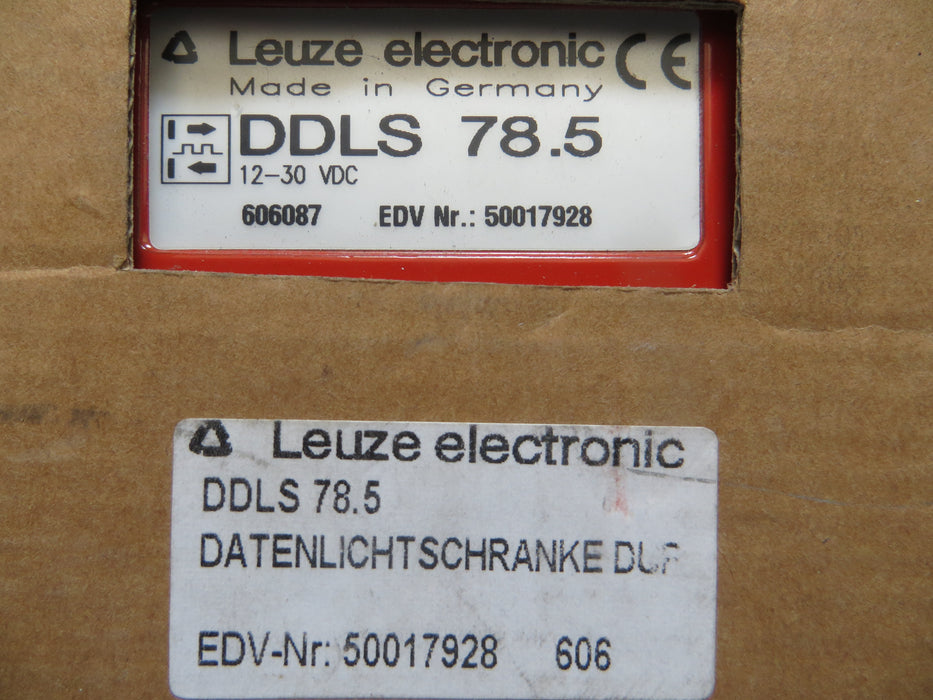 Leuze electronic CE
Made in Germany
DDLS 78.5
12-30 VDC
606087 EDV Nr.: 50017928
Leuze electronic
DDLS 78.5
DATENLICHTSCHRANKE
EDV-Nr: 50017928 606